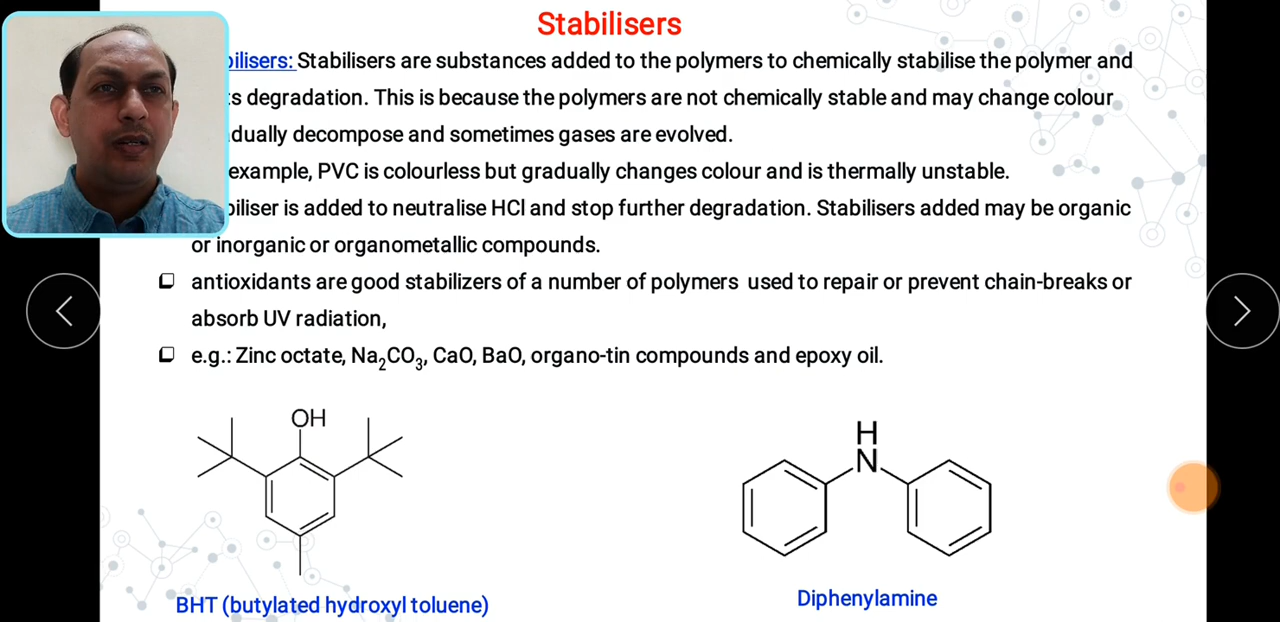 Stabilisers
bilisers: Stabilisers are substances added to the polymers to chemically stabilise the polymer and
s degradation. This is because the polymers are not chemically stable and may change colour
dually decompose and sometimes gases are evolved.
example, PVC is colourless but gradually changes colour and is thermally unstable.
biliser is added to neutralise HCl and stop further degradation. Stabilisers added may be organic
or inorganic or organometallic compounds.
antioxidants are good stabilizers of a number of polymers used to repair or prevent chain-breaks or
absorb UV radiation,
e.g.: Zinc octate, Na₂CO₃, CaO, BaO, organo-tin compounds and epoxy oil.
OH
H
N
BHT (butylated hydroxyl toluene)
Diphenylamine